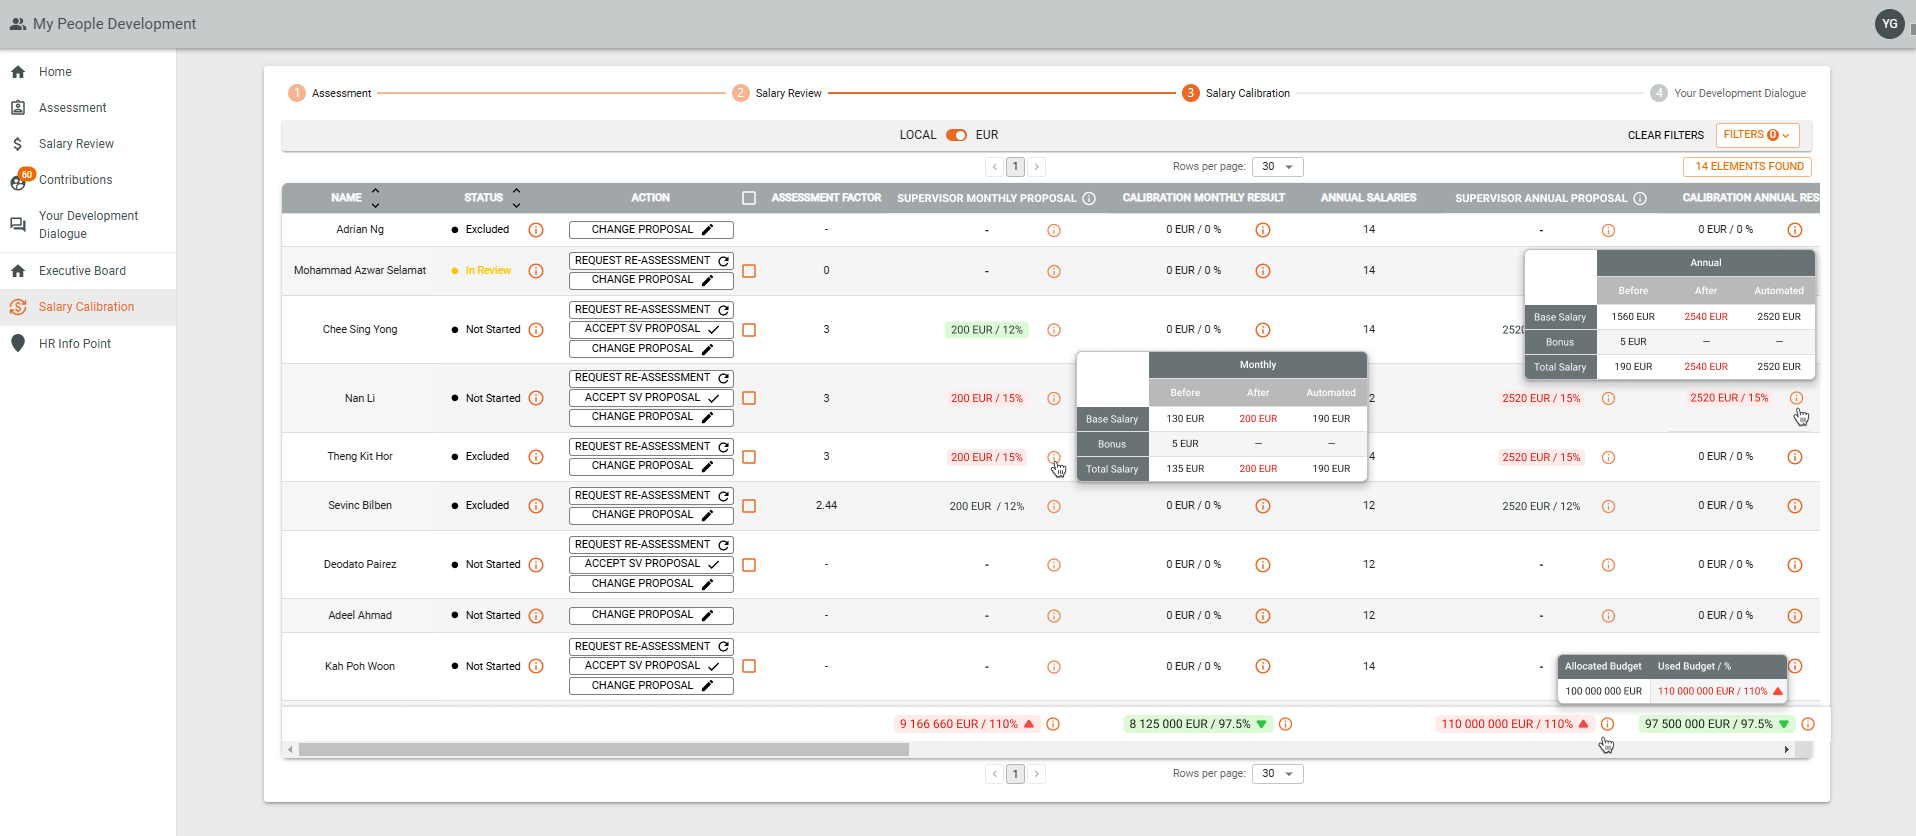 My People Development
YG
Home
Assessment
Salary Review
60
Contributions
Your Development
Dialogue
Executive Board
Salary Calibration
HR Info Point
1 Assessment 2 Salary Review 3 Salary Calibration 4 Your Development Dialogue
LOCAL EUR CLEAR FILTERS FILTERS 0
< 1 > Rows per page: 30 14 ELEMENTS FOUND
NAME STATUS ACTION ASSESSMENT FACTOR SUPERVISOR MONTHLY PROPOSAL CALIBRATION MONTHLY RESULT ANNUAL SALARIES SUPERVISOR ANNUAL PROPOSAL CALIBRATION ANNUAL RES
Adrian Ng Excluded CHANGE PROPOSAL - - 0 EUR / 0 % 14 - 0 EUR / 0 %
Mohammad Azwar Selamat In Review REQUEST RE-ASSESSMENT 0 - 0 EUR / 0 % 14
CHANGE PROPOSAL
Annual
Before After Automated
Base Salary 1560 EUR 2540 EUR 2520 EUR
Bonus 5 EUR – –
Total Salary 190 EUR 2540 EUR 2520 EUR
REQUEST RE-ASSESSMENT
Chee Sing Yong Not Started ACCEPT SV PROPOSAL 3 200 EUR / 12% 0 EUR / 0 % 14 2520
CHANGE PROPOSAL
REQUEST RE-ASSESSMENT
Nan Li Not Started ACCEPT SV PROPOSAL 3 200 EUR / 15% 2 2520 EUR / 15% 2520 EUR / 15%
CHANGE PROPOSAL
Monthly
Before After Automated
Base Salary 130 EUR 200 EUR 190 EUR
Bonus 5 EUR – –
Total Salary 135 EUR 200 EUR 190 EUR
REQUEST RE-ASSESSMENT
Theng Kit Hor Excluded 3 200 EUR / 15% 4 2520 EUR / 15% 0 EUR / 0 %
CHANGE PROPOSAL
REQUEST RE-ASSESSMENT
Sevinc Bilben Excluded 2.44 200 EUR / 12% 0 EUR / 0 % 12 2520 EUR / 12% 0 EUR / 0 %
CHANGE PROPOSAL
REQUEST RE-ASSESSMENT
Deodato Pairez Not Started ACCEPT SV PROPOSAL - - 0 EUR / 0 % 12 - 0 EUR / 0 %
CHANGE PROPOSAL
Adeel Ahmad Not Started CHANGE PROPOSAL - - 0 EUR / 0 % 12 - 0 EUR / 0 %
REQUEST RE-ASSESSMENT
Kah Poh Woon Not Started ACCEPT SV PROPOSAL - - 0 EUR / 0 % 14 -
CHANGE PROPOSAL
Allocated Budget Used Budget / %
100 000 000 EUR 110 000 000 EUR / 110%
9 166 660 EUR / 110% 8 125 000 EUR / 97.5% 110 000 000 EUR / 110% 97 500 000 EUR / 97.5%
< 1 > Rows per page: 30